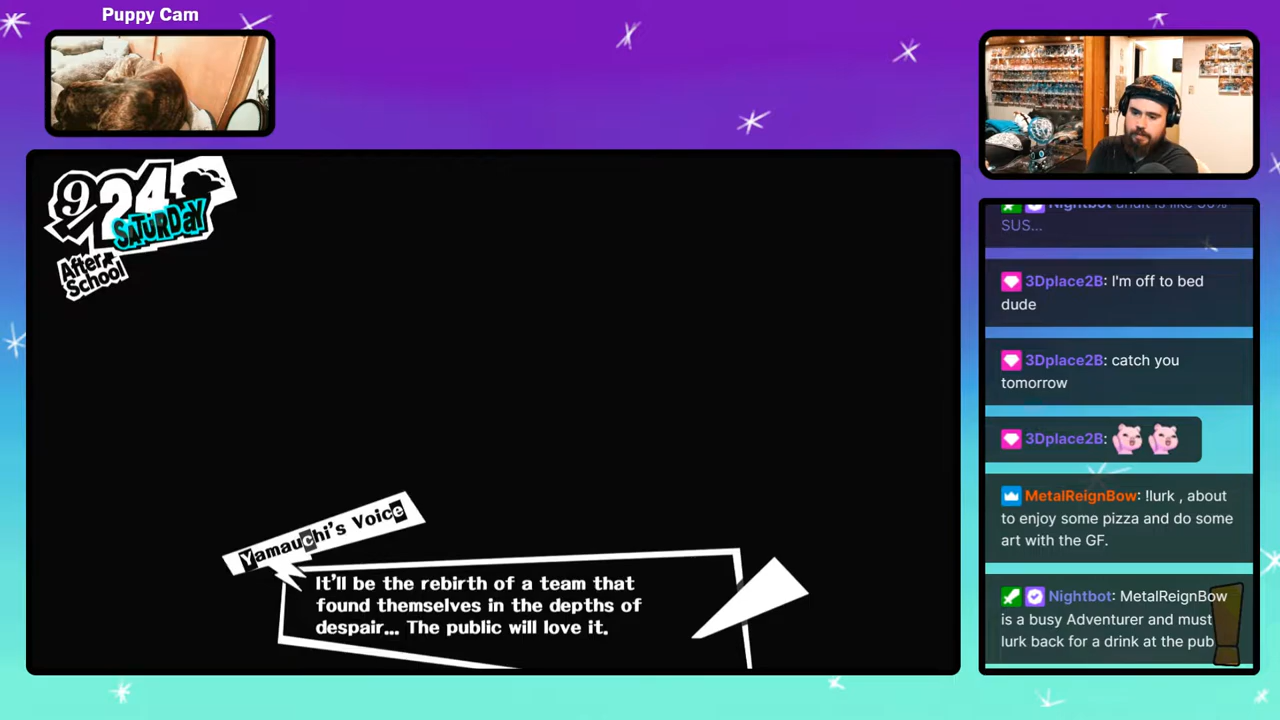 Puppy Cam
9/24
SATURDAY
After
School
Yamauchi's Voice
It'll be the rebirth of a team that
found themselves in the depths of
despair... The public will love it.
SUS...
3Dplace2B: I'm off to bed
dude
3Dplace2B: catch you
tomorrow
3Dplace2B:
MetalReignBow: !lurk , about
to enjoy some pizza and do some
art with the GF.
Nightbot: MetalReignBow
is a busy Adventurer and must
lurk back for a drink at the pub